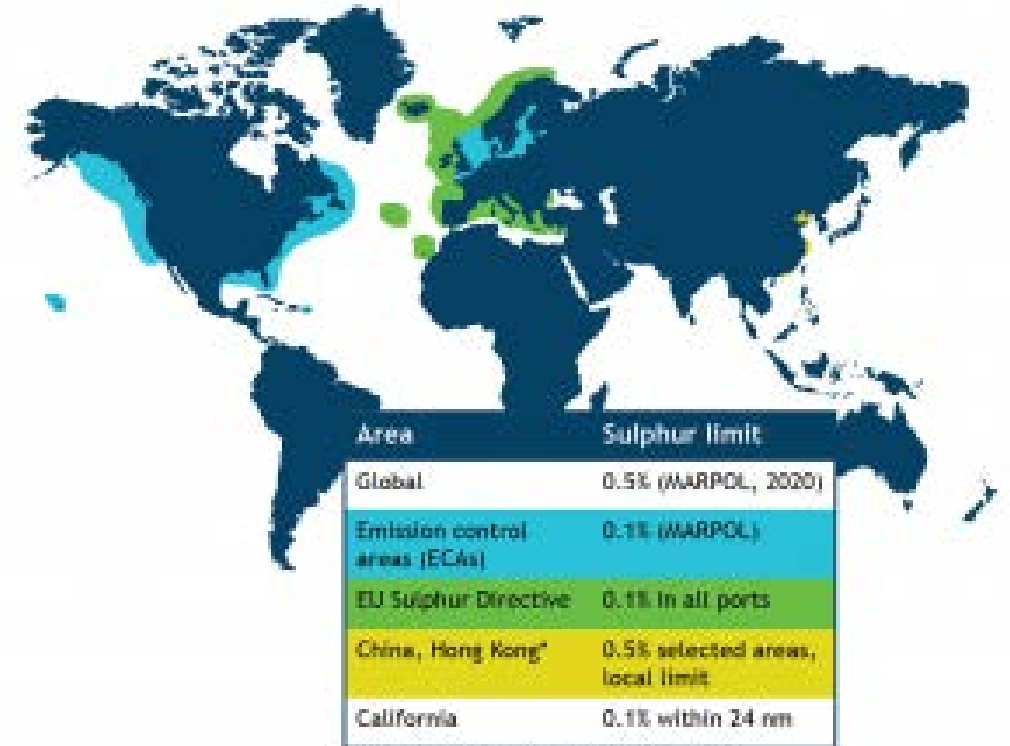 Area Sulphur limit
Global 0.5% (MARPOL, 2020)
Emission control 0.1% (MARPOL)
areas (ECAs)
EU Sulphur Directive 0.1% in all ports
China, Hong Kong* 0.5% selected areas,
local limit
California 0.1% within 24 nm